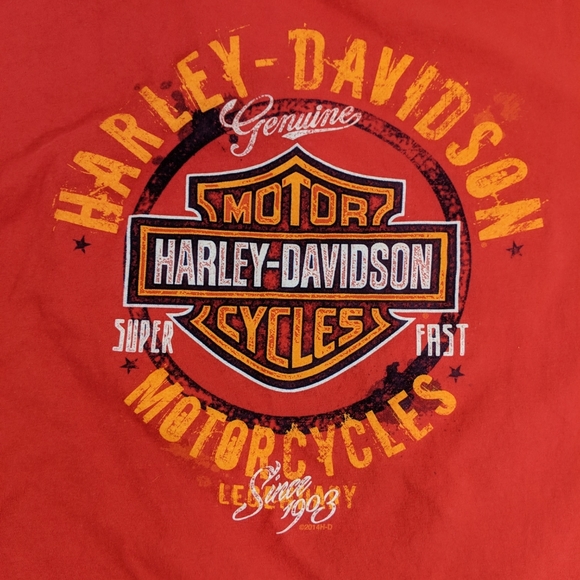 HARLEY-DAVIDSON
Genuine
MOTOR
HARLEY-DAVIDSON
CYCLES
SUPER FAST
MOTORCYCLES
LEGENDARY
Since
1903
©2014H-D